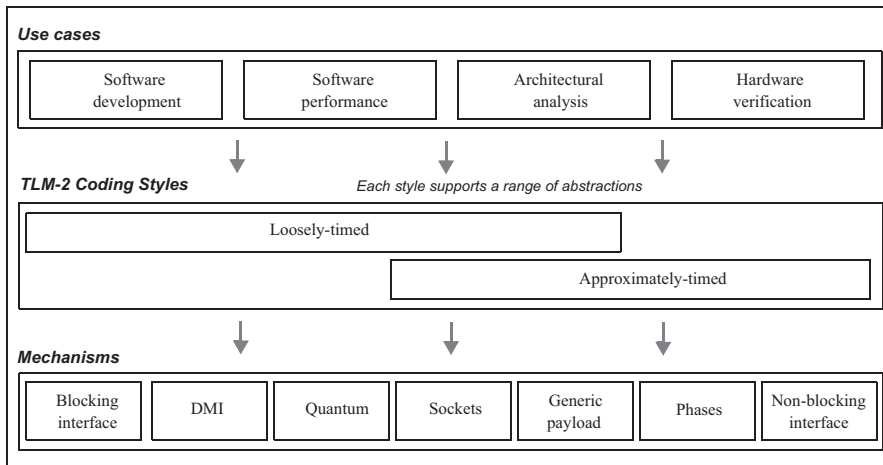 Use cases
Software
development
Software
performance
Architectural
analysis
Hardware
verification
TLM-2 Coding Styles
Each style supports a range of abstractions
Loosely-timed
Approximately-timed
Mechanisms
Blocking
interface
DMI
Quantum
Sockets
Generic
payload
Phases
Non-blocking
interface